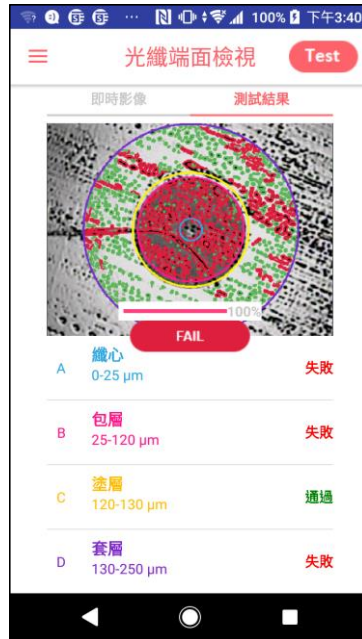 100% 下午3:40
光纖端面檢視
Test
即時影像 測試結果
100%
FAIL
A 纖心 失敗
0-25 μm
B 包層 失敗
25-120 μm
C 塗層 通過
120-130 μm
D 套層 失敗
130-250 μm